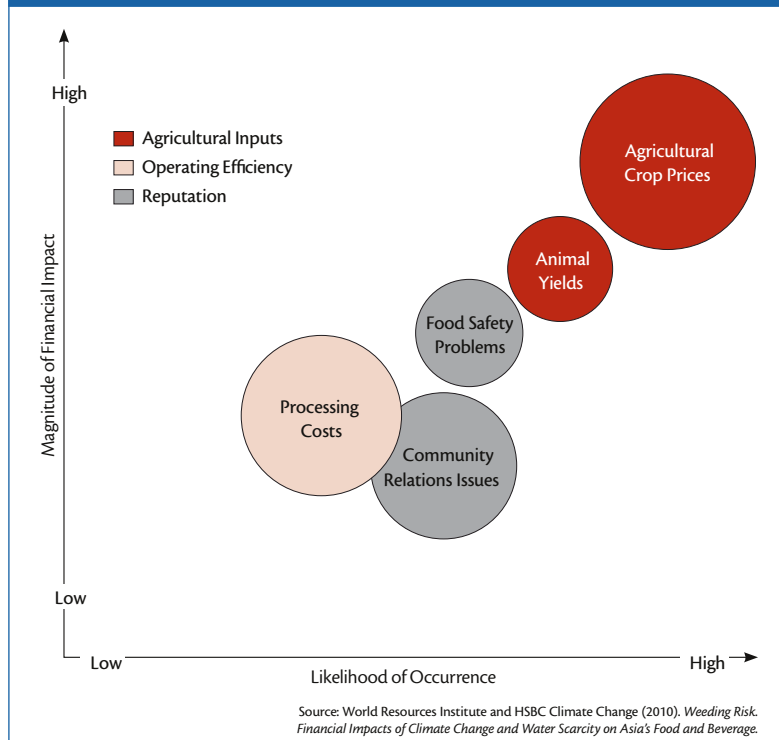 High
Agricultural Inputs
Operating Efficiency
Reputation
Agricultural
Crop Prices
Animal
Yields
Food Safety
Problems
Processing
Costs
Community
Relations Issues
Magnitude of Financial Impact
Low
Low
High
Likelihood of Occurrence
Source: World Resources Institute and HSBC Climate Change (2010). Weeding Risk.
Financial Impacts of Climate Change and Water Scarcity on Asia's Food and Beverage.